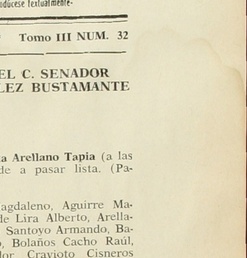 textualmente-
Tomo III NUM. 32
EL C. SENADOR
LEZ BUSTAMANTE
a Arellano Tapia (a las
de a pasar lista. (Pa-
agdaleno, Aguirre Ma-
de Lira Alberto, Arella-
Santoyo Armando, Ba-
o, Bolaños Cacho Raúl,
dor Cravioto Cisneros